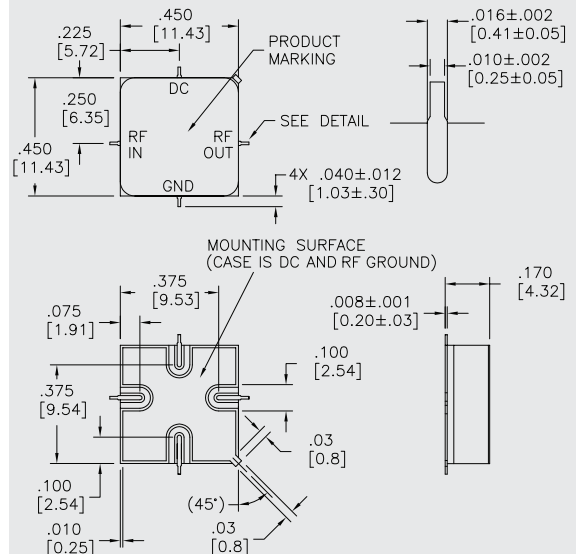 .450
[11.43]
.225
[5.72]
PRODUCT
MARKING
.016±.002
[0.41±0.05]
.010±.002
[0.25±0.05]
DC
.250
[6.35]
RF
IN
RF
OUT
SEE DETAIL
.450
[11.43]
GND
4X .040±.012
[1.03±.30]
MOUNTING SURFACE
(CASE IS DC AND RF GROUND)
.375
[9.53]
.170
[4.32]
.075
[1.91]
.008±.001
[0.20±.03]
.100
[2.54]
.375
[9.54]
.03
[0.8]
.100
[2.54]
(45°)
.010
[0.25]
.03
[0.8]